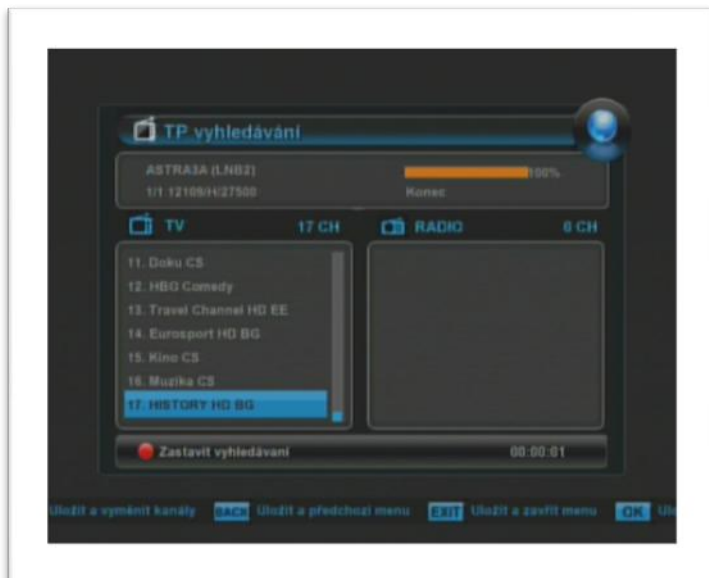 TP vyhledávání
ASTRA3A (LNB2)
100%
1/1 12109/H/27500
Konec
TV 17 CH
RADIO 0 CH
11. Doku CS
12. HBO Comedy
13. Travel Channel HD EE
14. Eurosport HD BG
15. Kino CS
16. Muzika CS
17. HISTORY HD BG
Zastavit vyhledávaní 00:00:01
Uložit a vyměnit kanály BACK Uložit a předchozí menu EXIT Uložit a zavřít menu OK